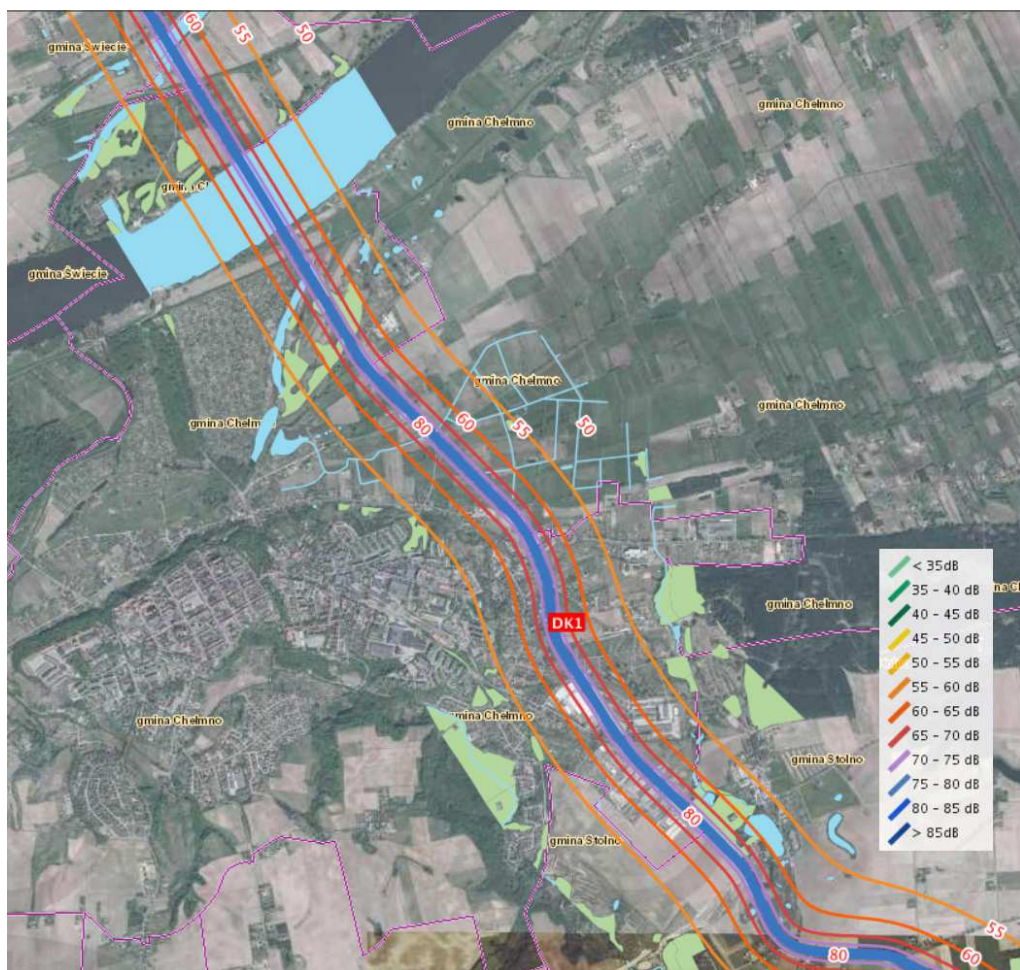 60
55
50
gmina Świecie
gmina Chełmno
gmina Chełmno
gmina Świecie
gmina Chełmno
gmina Chełmno
gmina Chełmno
80
60
55
50
DK1
gmina Chełmno
gmina Chełmno
gmina Chełmno
gmina Stolno
gmina Stolno
80
80
60
55
< 35dB
35 - 40 dB
40 - 45 dB
45 - 50 dB
50 - 55 dB
55 - 60 dB
60 - 65 dB
65 - 70 dB
70 - 75 dB
75 - 80 dB
80 - 85 dB
> 85dB